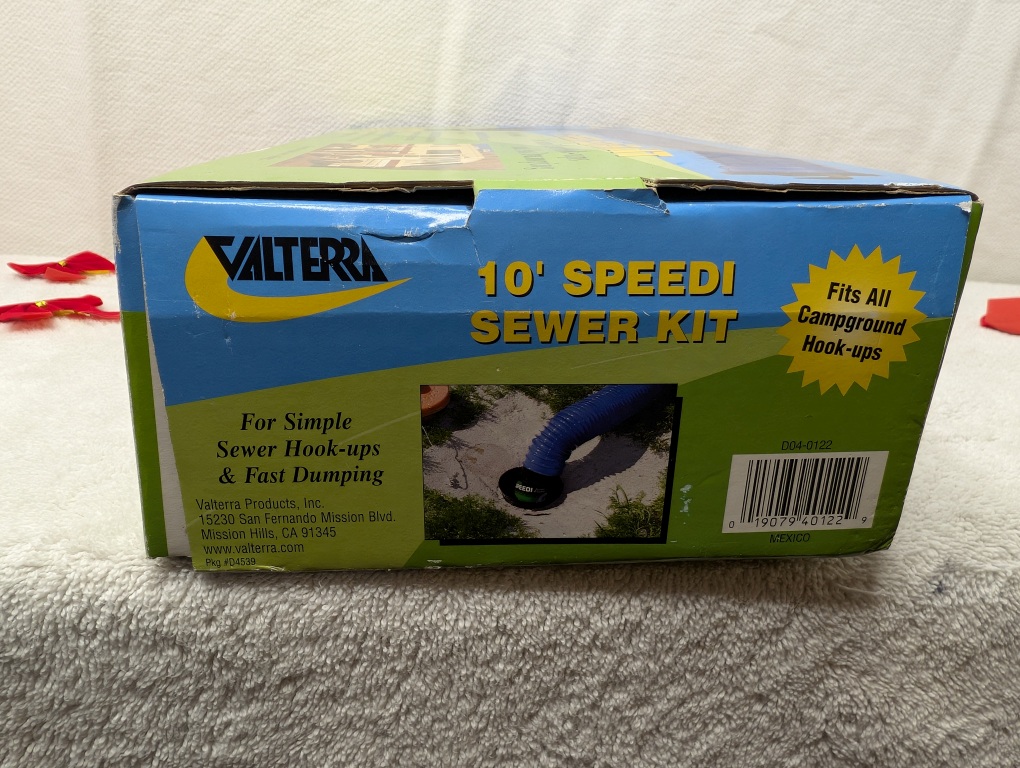 VALTERRA
10' SPEEDI
SEWER KIT
Fits All
Campground
Hook-ups
For Simple
Sewer Hook-ups
& Fast Dumping
Valterra Products, Inc.
15230 San Fernando Mission Blvd.
Mission Hills, CA 91345
www.valterra.com
Pkg #D4539
SPEEDI
D04-0122
0 19079 40122 9
MEXICO